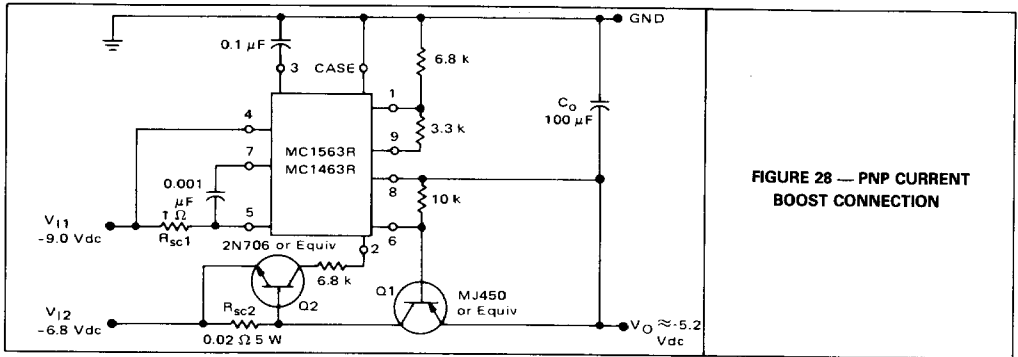 GND
0.1 μF
3
CASE
6.8 k
1
C₀
100 μF
4
9
3.3 k
7
MC1563R
MC1463R
8
0.001
μF
10 k
V_I1
-9.0 Vdc
1 Ω
R_sc1
5
6
2N706 or Equiv
2
6.8 k
Q1
MJ450
or Equiv
Q2
V_I2
-6.8 Vdc
R_sc2
0.02 Ω 5 W
V_O ≈-5.2
Vdc
FIGURE 28 — PNP CURRENT
BOOST CONNECTION